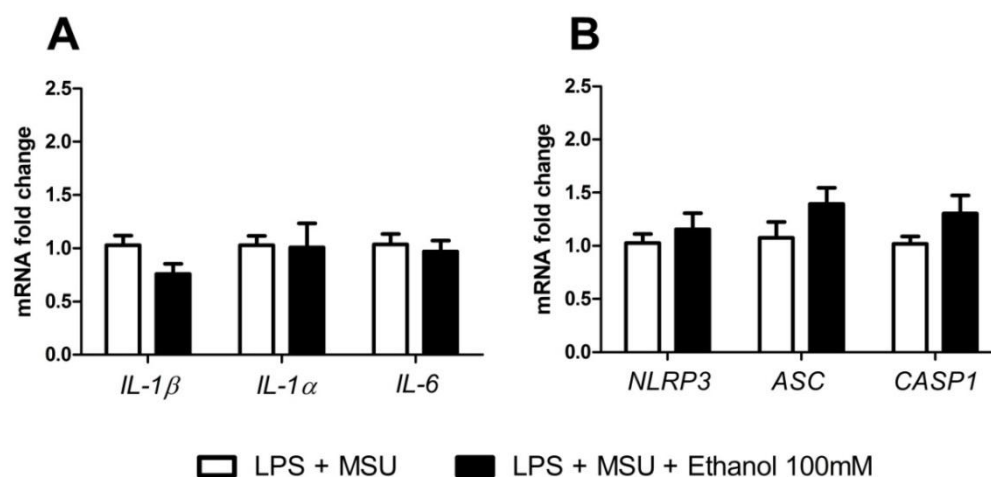 A
mRNA fold change
2.5
2.0
1.5
1.0
0.5
0.0
IL-1β
IL-1α
IL-6
B
mRNA fold change
2.5
2.0
1.5
1.0
0.5
0.0
NLRP3
ASC
CASP1
LPS + MSU
LPS + MSU + Ethanol 100mM